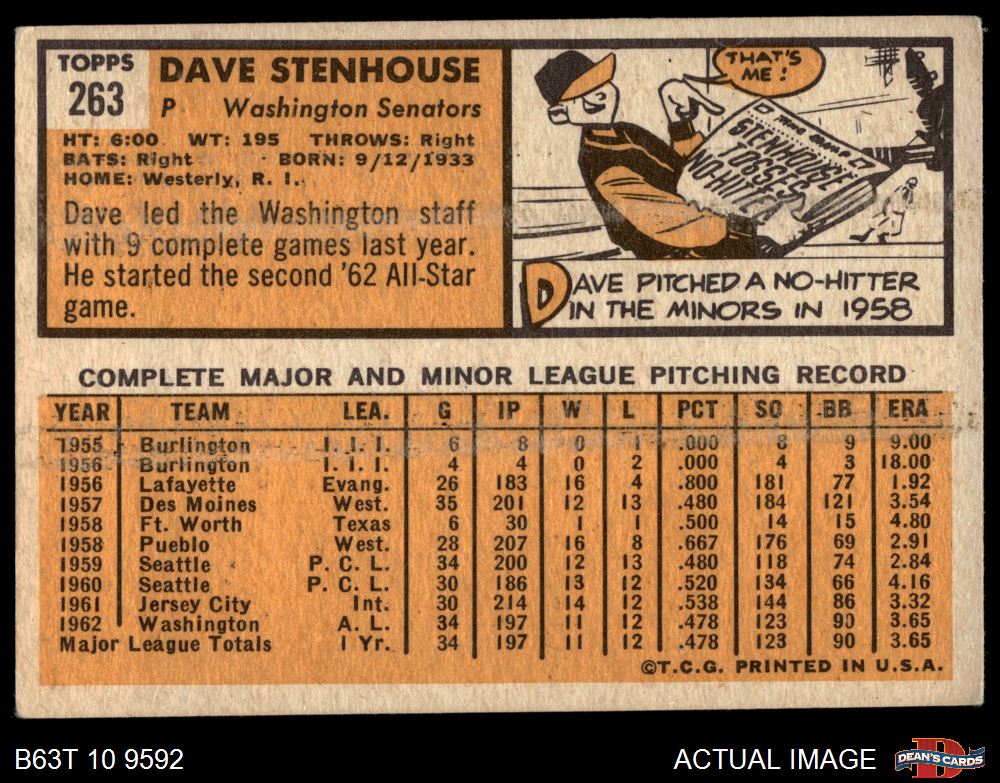 TOPPS
263
DAVE STENHOUSE
P Washington Senators
HT: 6:00 WT: 195 THROWS: Right
BATS: Right BORN: 9/12/1933
HOME: Westerly, R. I.
Dave led the Washington staff
with 9 complete games last year.
He started the second '62 All-Star
game.
THAT'S
ME!
STENHOUSE
TOSSES
NO-HITTER
DAVE PITCHED A NO-HITTER
IN THE MINORS IN 1958
COMPLETE MAJOR AND MINOR LEAGUE PITCHING RECORD
YEAR TEAM LEA. G IP W L PCT SO BB ERA
1955 Burlington I. I. I. 6 8 0 1 .000 8 9 9.00
1956 Burlington I. I. I. 4 4 0 2 .000 4 3 18.00
1956 Lafayette Evang. 26 183 16 4 .800 181 77 1.92
1957 Des Moines West. 35 201 12 13 .480 184 121 3.54
1958 Ft. Worth Texas 6 30 1 1 .500 14 15 4.80
1958 Pueblo West. 28 207 16 8 .667 176 69 2.91
1959 Seattle P. C. L. 34 200 12 13 .480 118 74 2.84
1960 Seattle P. C. L. 30 186 13 12 .520 134 66 4.16
1961 Jersey City Int. 30 214 14 12 .538 144 86 3.32
1962 Washington A. L. 34 197 11 12 .478 123 90 3.65
Major League Totals 1 Yr. 34 197 11 12 .478 123 90 3.65
©T.C.G. PRINTED IN U.S.A.
B63T 10 9592
ACTUAL IMAGE
D
DEAN'S CARDS